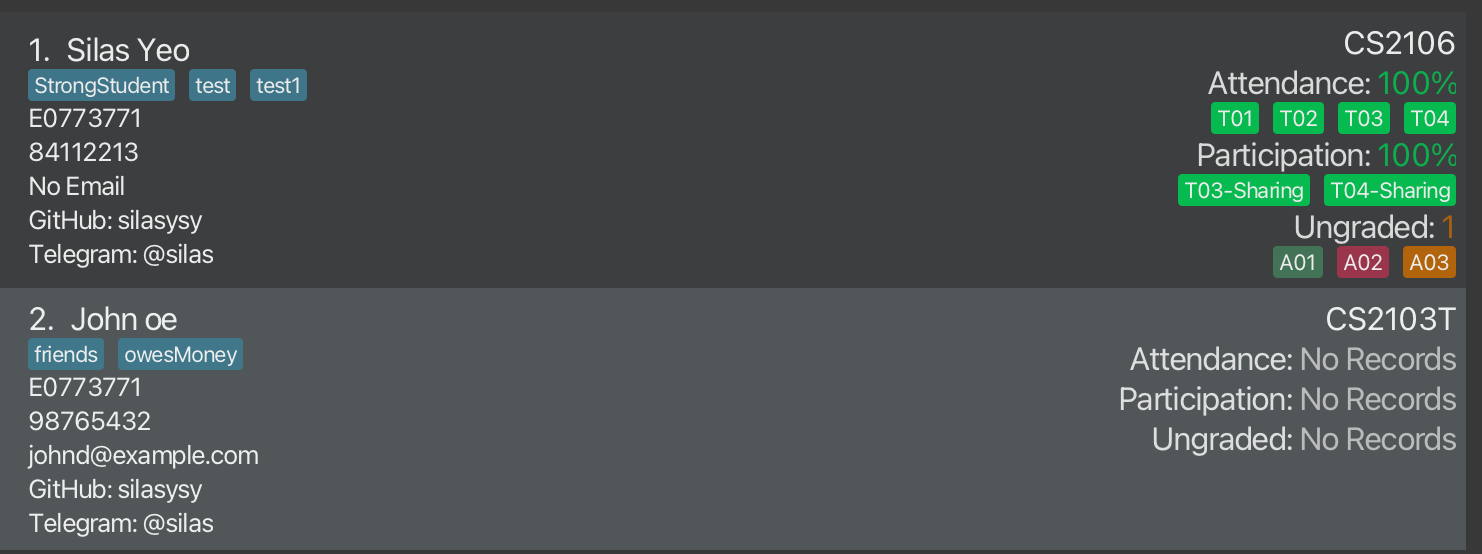 1. Silas Yeo
StrongStudent test test1
E0773771
84112213
No Email
GitHub: silasysy
Telegram: @silas
CS2106
Attendance: 100%
T01 T02 T03 T04
Participation: 100%
T03-Sharing T04-Sharing
Ungraded: 1
A01 A02 A03
2. John oe
friends owesMoney
E0773771
98765432
johnd@example.com
GitHub: silasysy
Telegram: @silas
CS2103T
Attendance: No Records
Participation: No Records
Ungraded: No Records